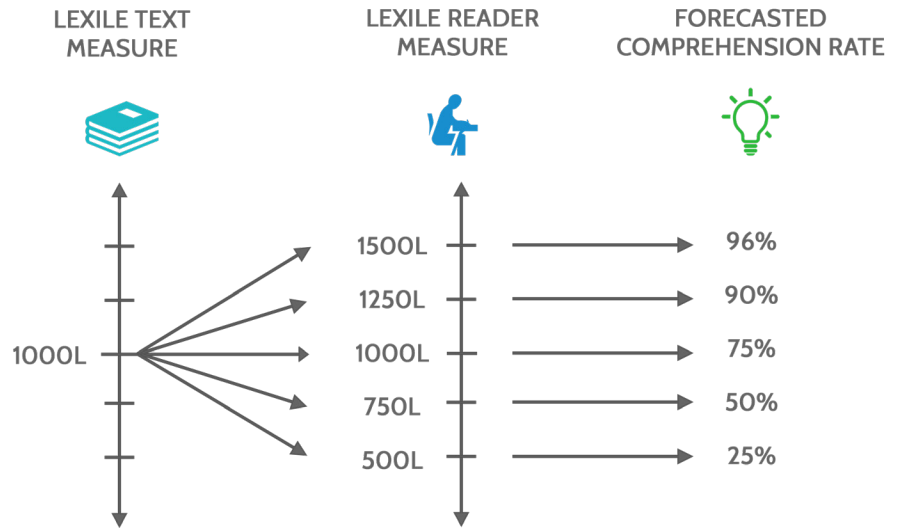 LEXILE TEXT
MEASURE
LEXILE READER
MEASURE
FORECASTED
COMPREHENSION RATE
1000L
1500L
96%
1250L
90%
1000L
75%
750L
50%
500L
25%